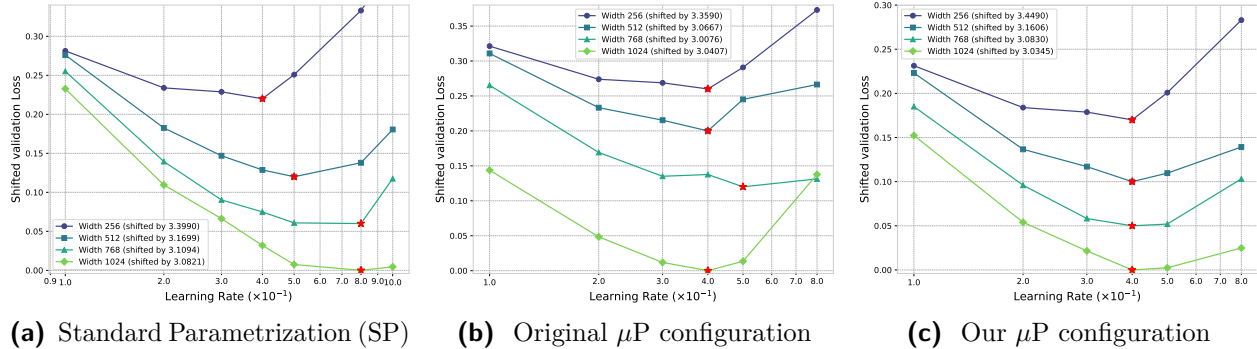 0.30
0.25
0.20
0.15
0.10
0.05
0.00
Shifted validation Loss
Width 256 (shifted by 3.3990)
Width 512 (shifted by 3.1699)
Width 768 (shifted by 3.1094)
Width 1024 (shifted by 3.0821)
0.9 1.0 2.0 3.0 4.0 5.0 6.0 7.0 8.0 9.0 10.0
Learning Rate (×10⁻¹)
(a) Standard Parametrization (SP)
0.35
0.30
0.25
0.20
0.15
0.10
0.05
0.00
Shifted validation Loss
Width 256 (shifted by 3.3590)
Width 512 (shifted by 3.0667)
Width 768 (shifted by 3.0076)
Width 1024 (shifted by 3.0407)
1.0 2.0 3.0 4.0 5.0 6.0 7.0 8.0
Learning Rate (×10⁻¹)
(b) Original μP configuration
0.30
0.25
0.20
0.15
0.10
0.05
0.00
Shifted validation Loss
Width 256 (shifted by 3.4490)
Width 512 (shifted by 3.1606)
Width 768 (shifted by 3.0830)
Width 1024 (shifted by 3.0345)
1.0 2.0 3.0 4.0 5.0 6.0 7.0 8.0
Learning Rate (×10⁻¹)
(c) Our μP configuration